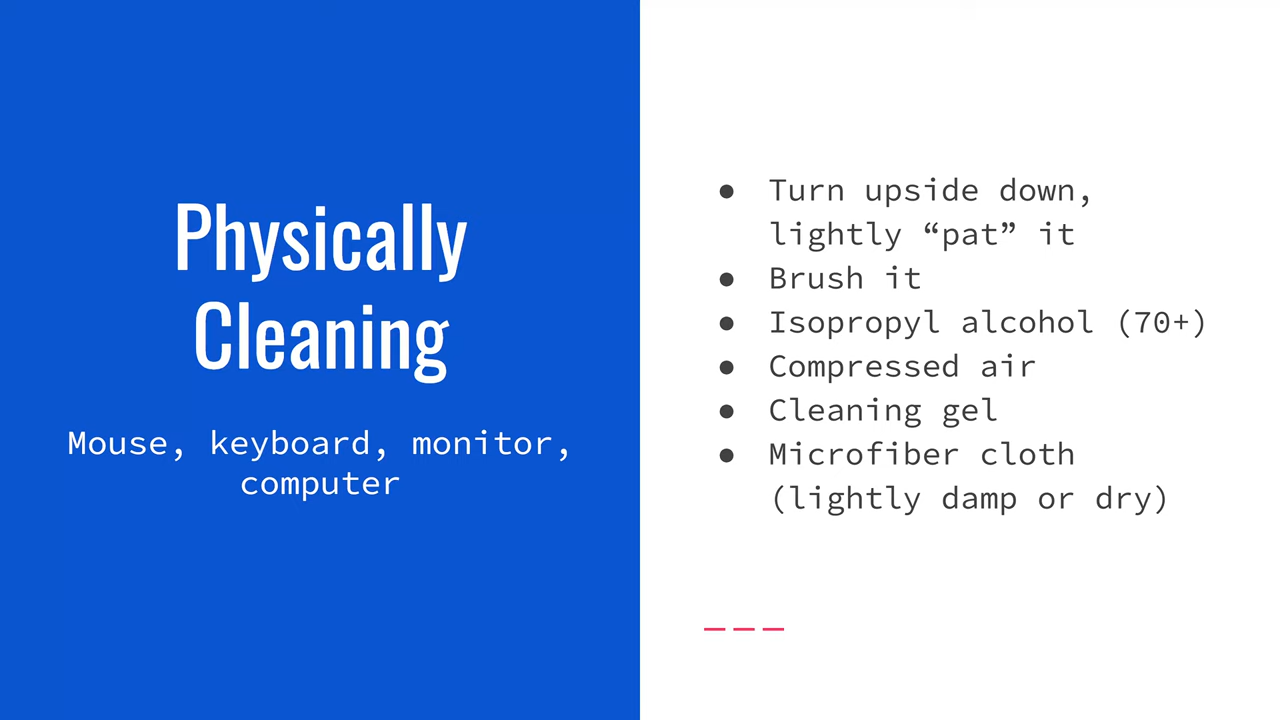 Physically
Cleaning
Mouse, keyboard, monitor,
computer
● Turn upside down,
lightly “pat” it
● Brush it
● Isopropyl alcohol (70+)
● Compressed air
● Cleaning gel
● Microfiber cloth
(lightly damp or dry)